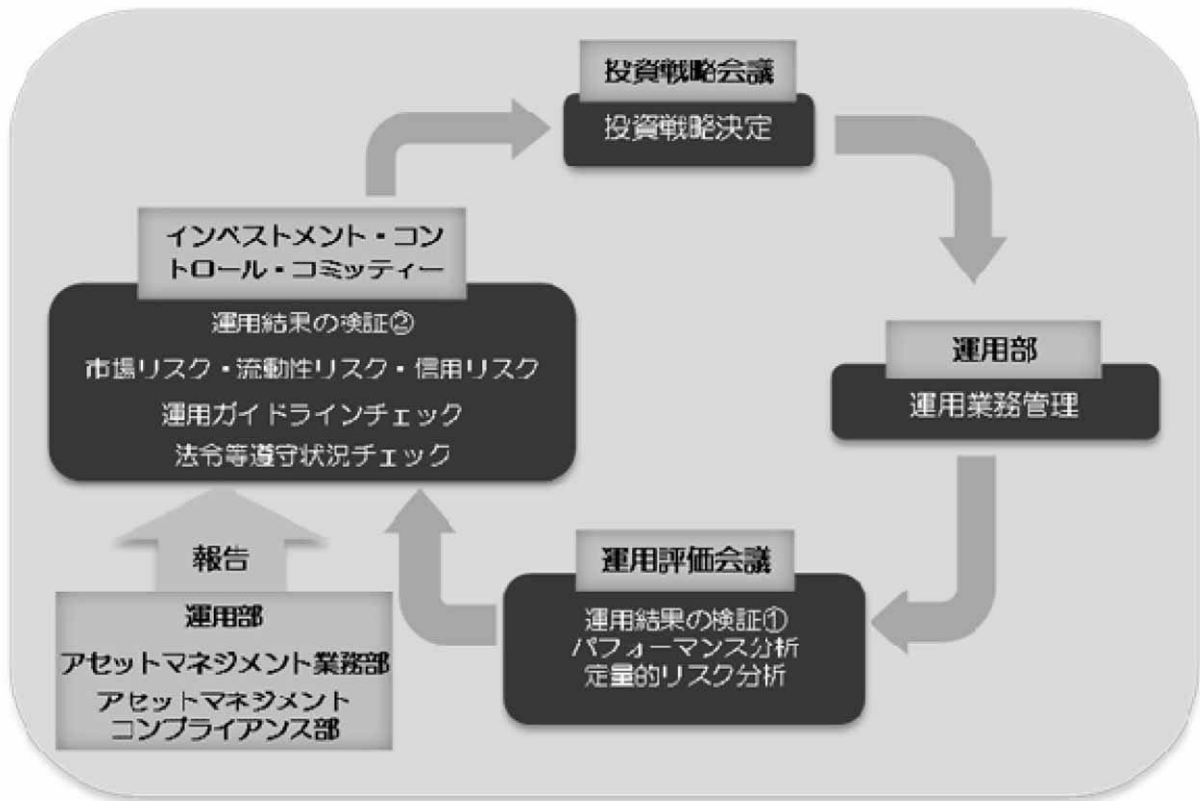 投資戦略会議
投資戦略決定
インベストメント・コン
トロール・コミッティー
運用結果の検証②
市場リスク・流動性リスク・信用リスク
運用ガイドラインチェック
法令等遵守状況チェック
運用部
運用業務管理
運用評価会議
運用結果の検証①
パフォーマンス分析
定量的リスク分析
報告
運用部
アセットマネジメント業務部
アセットマネジメント
コンプライアンス部